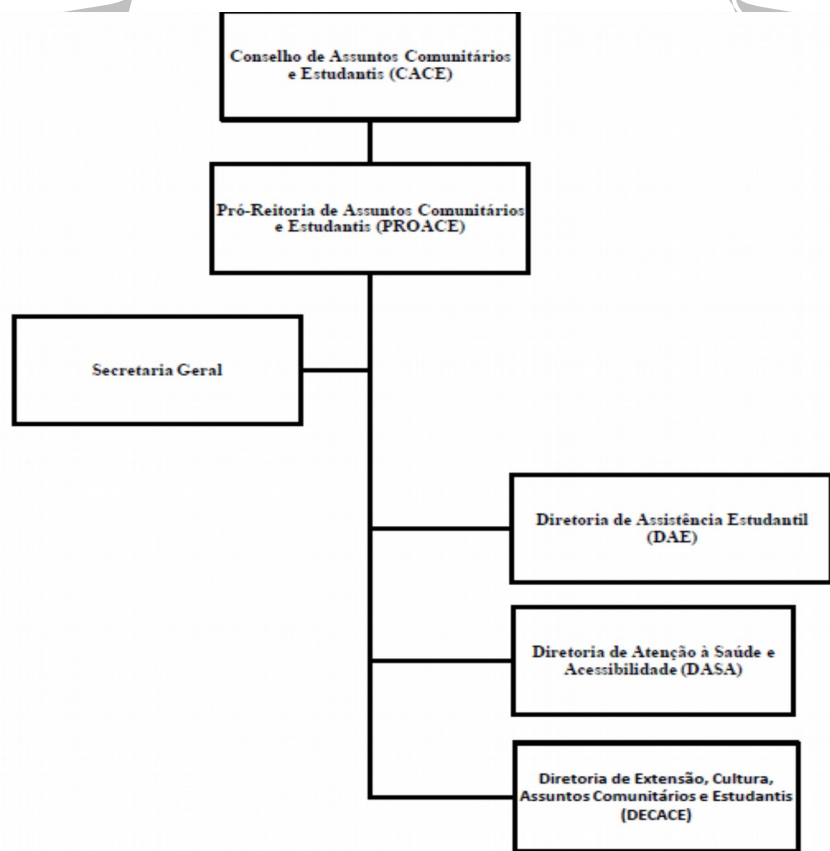 Conselho de Assuntos Comunitários
e Estudantis (CACE)
Pró-Reitoria de Assuntos Comunitários
e Estudantis (PROACE)
Secretaria Geral
Diretoria de Assistência Estudantil
(DAE)
Diretoria de Atenção à Saúde e
Acessibilidade (DASA)
Diretoria de Extensão, Cultura,
Assuntos Comunitários e Estudantis
(DECACE)